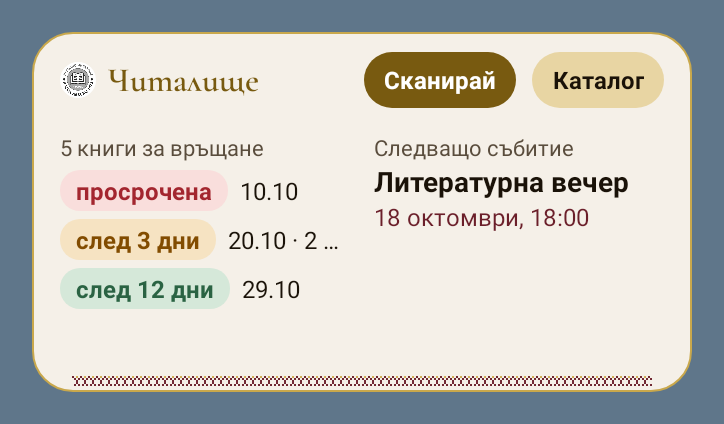 Читалище
Сканирай
Каталог
5 книги за връщане
просрочена 10.10
след 3 дни 20.10 · 2 ...
след 12 дни 29.10
Следващо събитие
Литературна вечер
18 октомври, 18:00